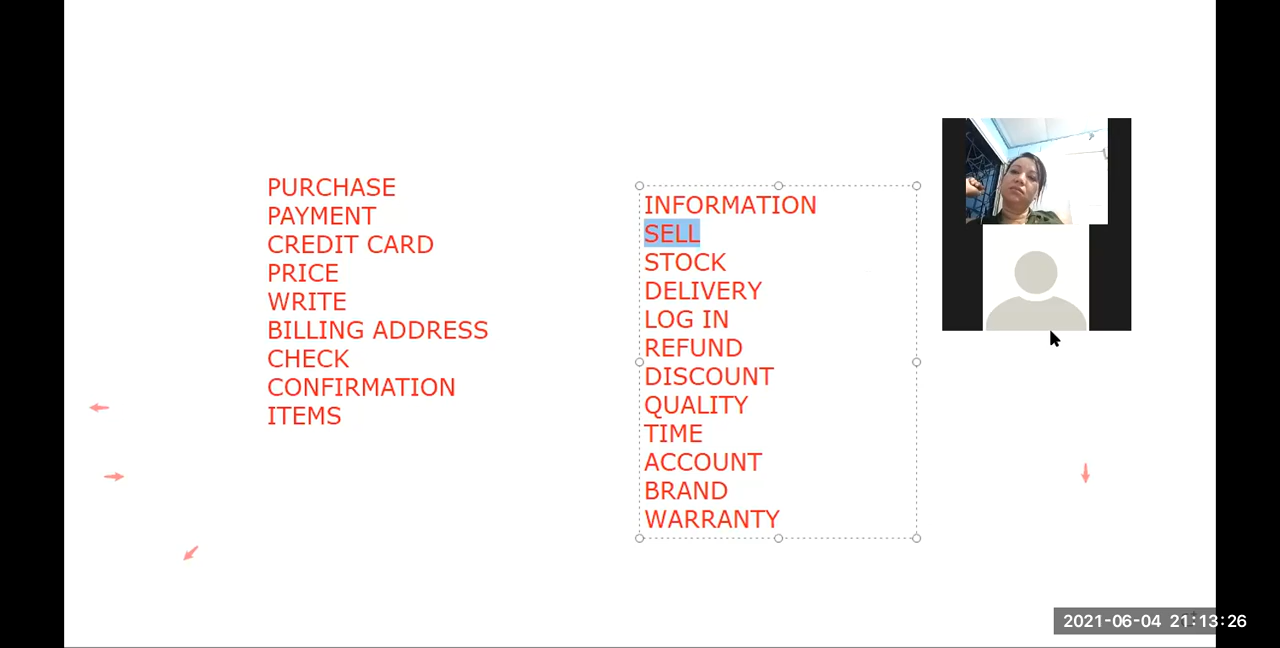 PURCHASE
PAYMENT
CREDIT CARD
PRICE
WRITE
BILLING ADDRESS
CHECK
CONFIRMATION
ITEMS
INFORMATION
SELL
STOCK
DELIVERY
LOG IN
REFUND
DISCOUNT
QUALITY
TIME
ACCOUNT
BRAND
WARRANTY
2021-06-04 21:13:26